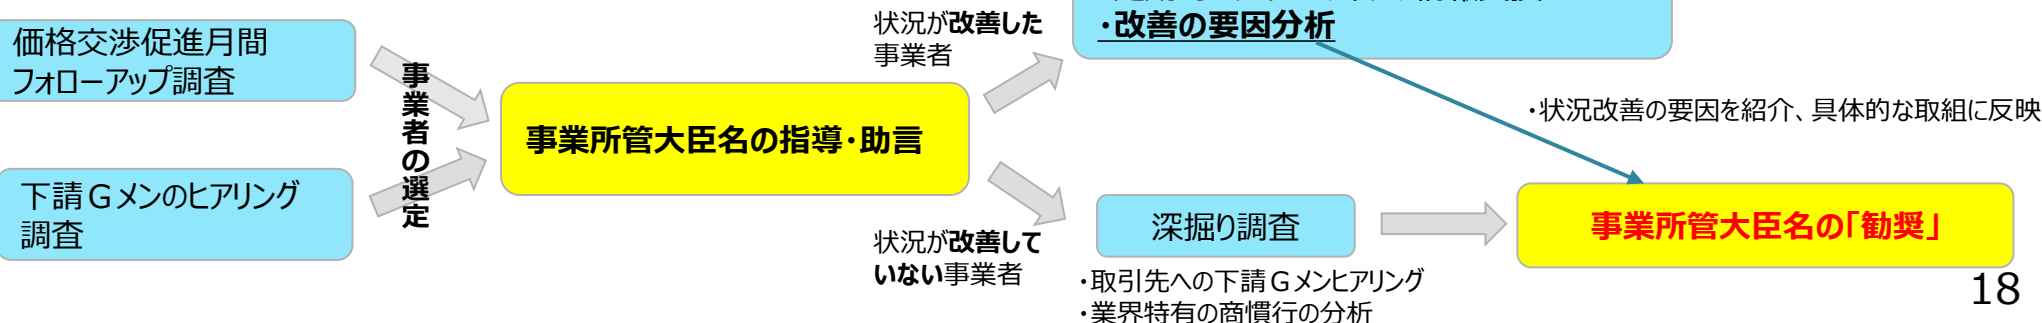 価格交渉促進月間
フォローアップ調査
下請Gメンのヒアリング
調査
事業者の選定
事業所管大臣名の指導・助言
状況が改善した
事業者
・改善の要因分析
・状況改善の要因を紹介、具体的な取組に反映
状況が改善して
いない事業者
深掘り調査
・取引先への下請Gメンヒアリング
・業界特有の商慣行の分析
事業所管大臣名の「勧奨」
18